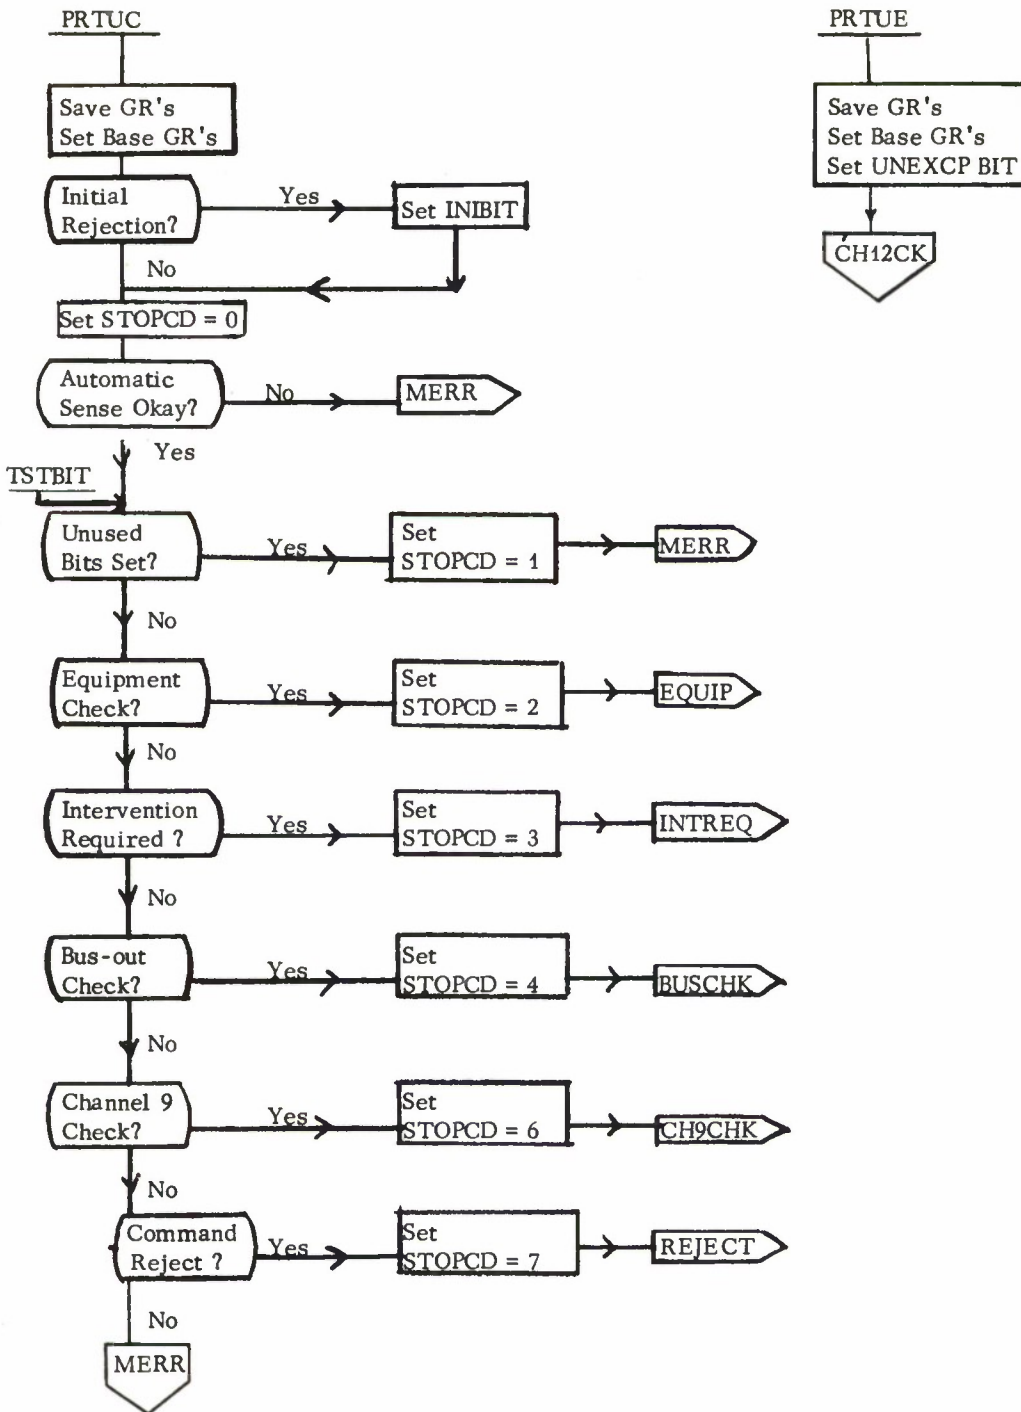 PRTUC
Save GR's
Set Base GR's
Initial
Rejection?
Yes
Set INIBIT
No
Set STOPCD = 0
Automatic
Sense Okay?
No
MERR
Yes
TSTBIT
Unused
Bits Set?
Yes
Set
STOPCD = 1
MERR
No
Equipment
Check?
Yes
Set
STOPCD = 2
EQUIP
No
Intervention
Required ?
Yes
Set
STOPCD = 3
INTREQ
No
Bus-out
Check?
Yes
Set
STOPCD = 4
BUSCHK
No
Channel 9
Check?
Yes
Set
STOPCD = 6
CH9CHK
No
Command
Reject ?
Yes
Set
STOPCD = 7
REJECT
No
MERR
PRTUE
Save GR's
Set Base GR's
Set UNEXCP BIT
CH12CK